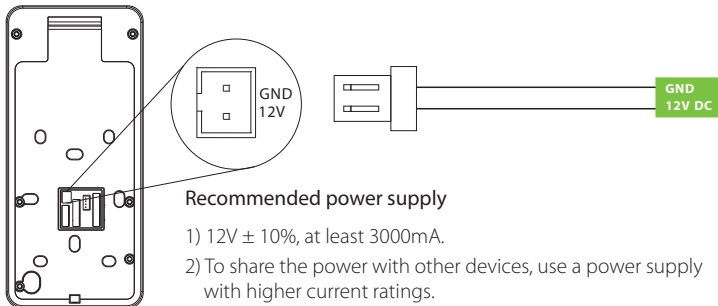 GND
12V
GND
12V DC
Recommended power supply
1) 12V ± 10%, at least 3000mA.
2) To share the power with other devices, use a power supply
with higher current ratings.